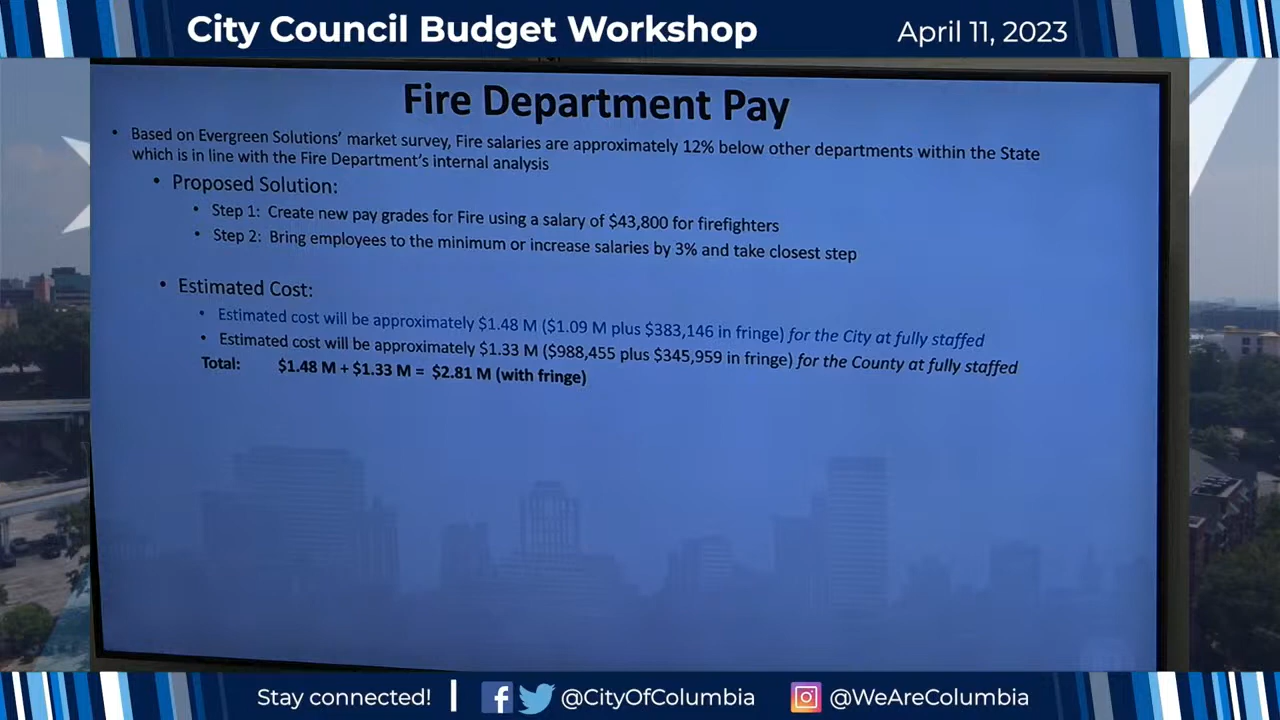 City Council Budget Workshop
April 11, 2023
Fire Department Pay
• Based on Evergreen Solutions' market survey, Fire salaries are approximately 12% below other departments within the State
which is in line with the Fire Department's internal analysis
• Proposed Solution:
• Step 1: Create new pay grades for Fire using a salary of $43,800 for firefighters
• Step 2: Bring employees to the minimum or increase salaries by 3% and take closest step
• Estimated Cost:
• Estimated cost will be approximately $1.48 M ($1.09 M plus $383,146 in fringe) for the City at fully staffed
• Estimated cost will be approximately $1.33 M ($988,455 plus $345,959 in fringe) for the County at fully staffed
Total: $1.48 M + $1.33 M = $2.81 M (with fringe)
Stay connected! | @CityOfColumbia @WeAreColumbia